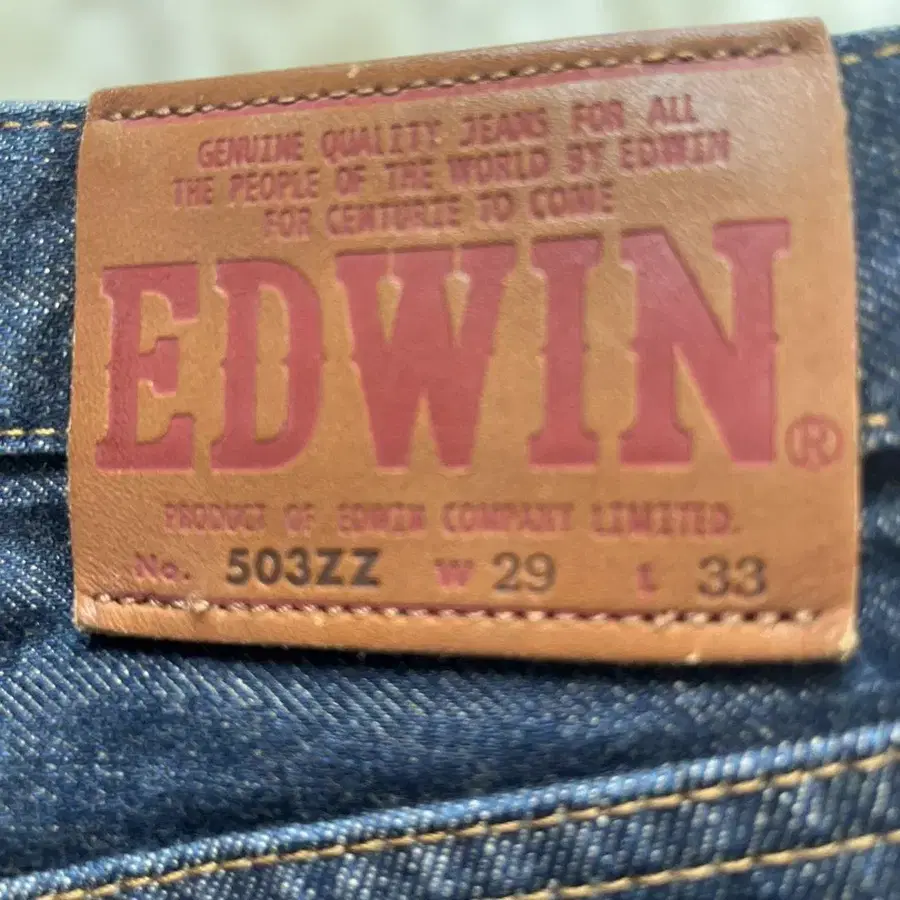 GENUINE QUALITY JEANS FOR ALL
THE PEOPLE OF THE WORLD BY EDWIN
FOR CENTURIE TO COME
EDWIN®
PRODUCT OF EDWIN COMPANY LIMITED.
No. 503ZZ W 29 L 33